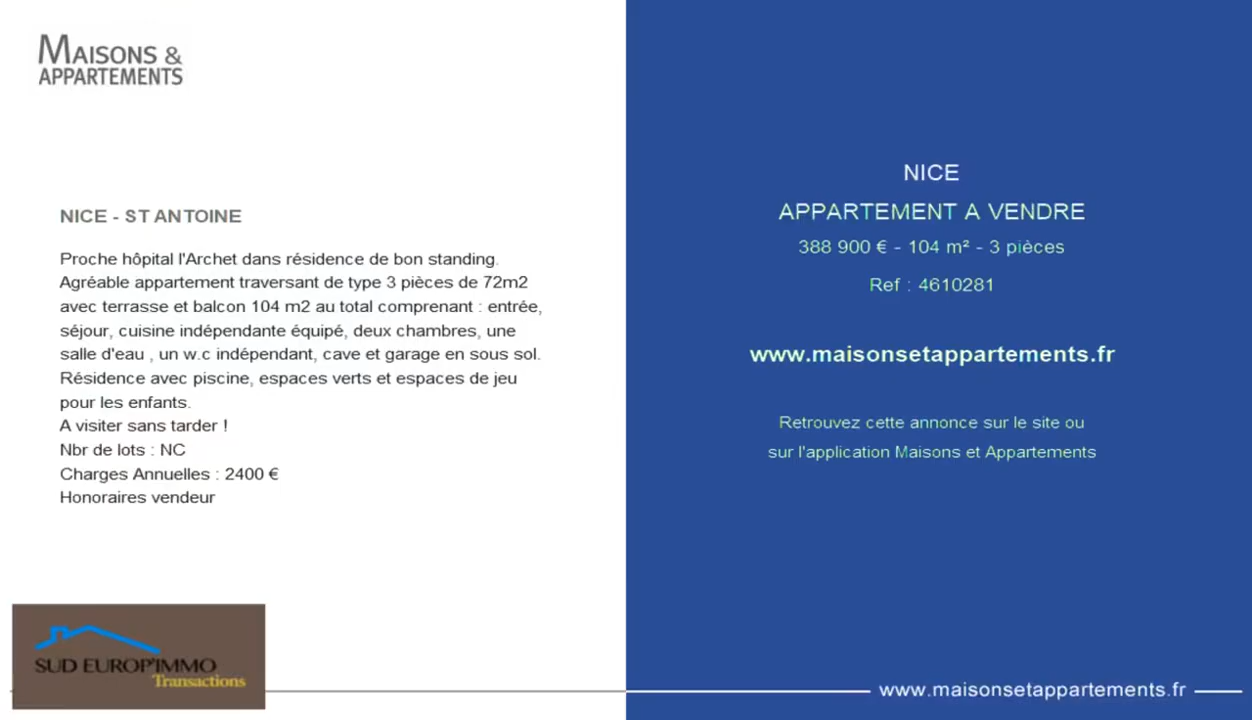 MAISONS &
APPARTEMENTS
NICE - ST ANTOINE
Proche hôpital l'Archet dans résidence de bon standing.
Agréable appartement traversant de type 3 pièces de 72m2
avec terrasse et balcon 104 m2 au total comprenant : entrée,
séjour, cuisine indépendante équipé, deux chambres, une
salle d'eau , un w.c indépendant, cave et garage en sous sol.
Résidence avec piscine, espaces verts et espaces de jeu
pour les enfants.
A visiter sans tarder !
Nbr de lots : NC
Charges Annuelles : 2400 €
Honoraires vendeur
SUD EUROP'IMMO
Transactions
NICE
APPARTEMENT A VENDRE
388 900 € - 104 m² - 3 pièces
Ref : 4610281
www.maisonsetappartements.fr
Retrouvez cette annonce sur le site ou
sur l'application Maisons et Appartements
www.maisonsetappartements.fr